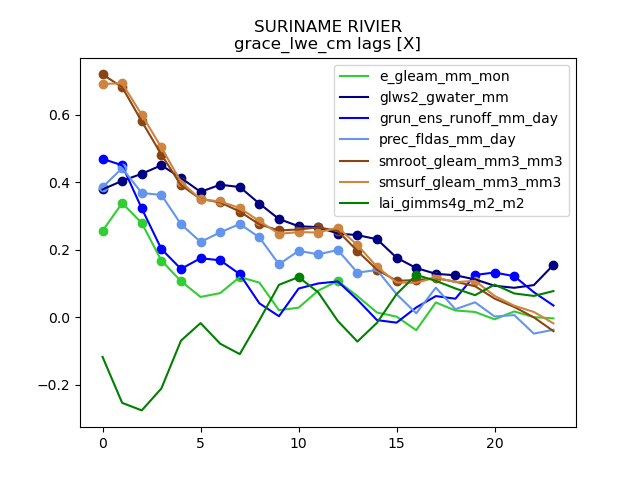 SURINAME RIVIER
grace_lwe_cm lags [X]
e_gleam_mm_mon
glws2_gwater_mm
grun_ens_runoff_mm_day
prec_fldas_mm_day
smroot_gleam_mm3_mm3
smsurf_gleam_mm3_mm3
lai_gimms4g_m2_m2
0.6
0.4
0.2
0.0
−0.2
0 5 10 15 20